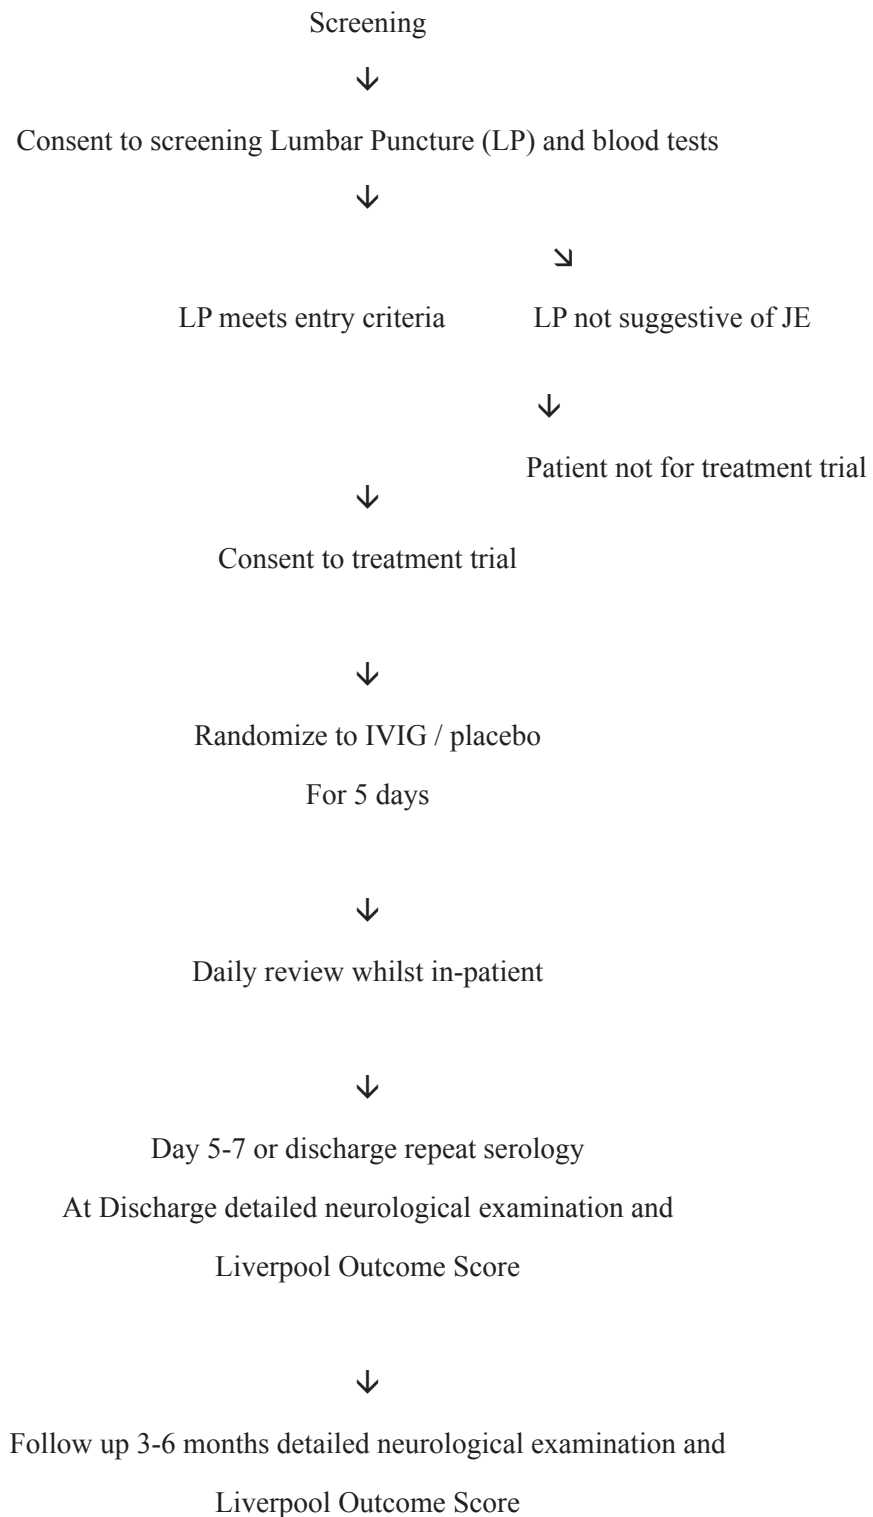 Screening
↓
Consent to screening Lumbar Puncture (LP) and blood tests
↓
↘
LP meets entry criteria LP not suggestive of JE
↓
Patient not for treatment trial
↓
Consent to treatment trial
↓
Randomize to IVIG / placebo
For 5 days
↓
Daily review whilst in-patient
↓
Day 5-7 or discharge repeat serology
At Discharge detailed neurological examination and
Liverpool Outcome Score
↓
Follow up 3-6 months detailed neurological examination and
Liverpool Outcome Score